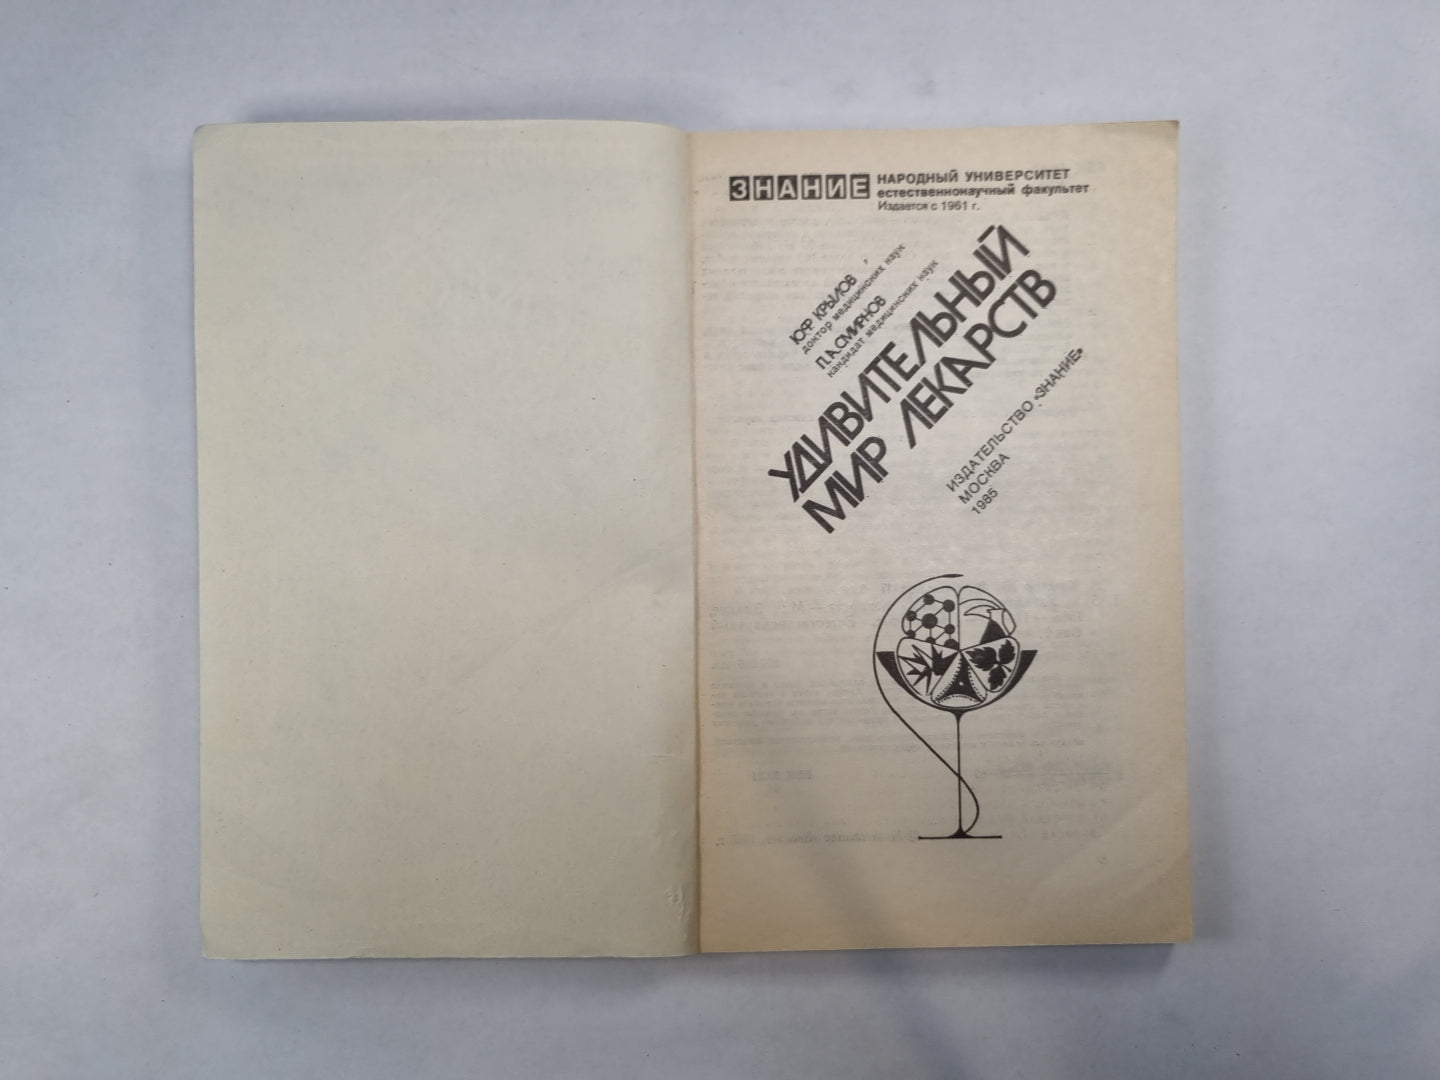 ЗНАНИЕ НАРОДНЫЙ УНИВЕРСИТЕТ
естественнонаучный факультет
Издается с 1961 г.
Ю.Ф. КРЫЛОВ,
доктор медицинских наук
П.А. СМИРНОВ
кандидат медицинских наук
УДИВИТЕЛЬНЫЙ
МИР ЛЕКАРСТВ
ИЗДАТЕЛЬСТВО «ЗНАНИЕ»
МОСКВА
1985